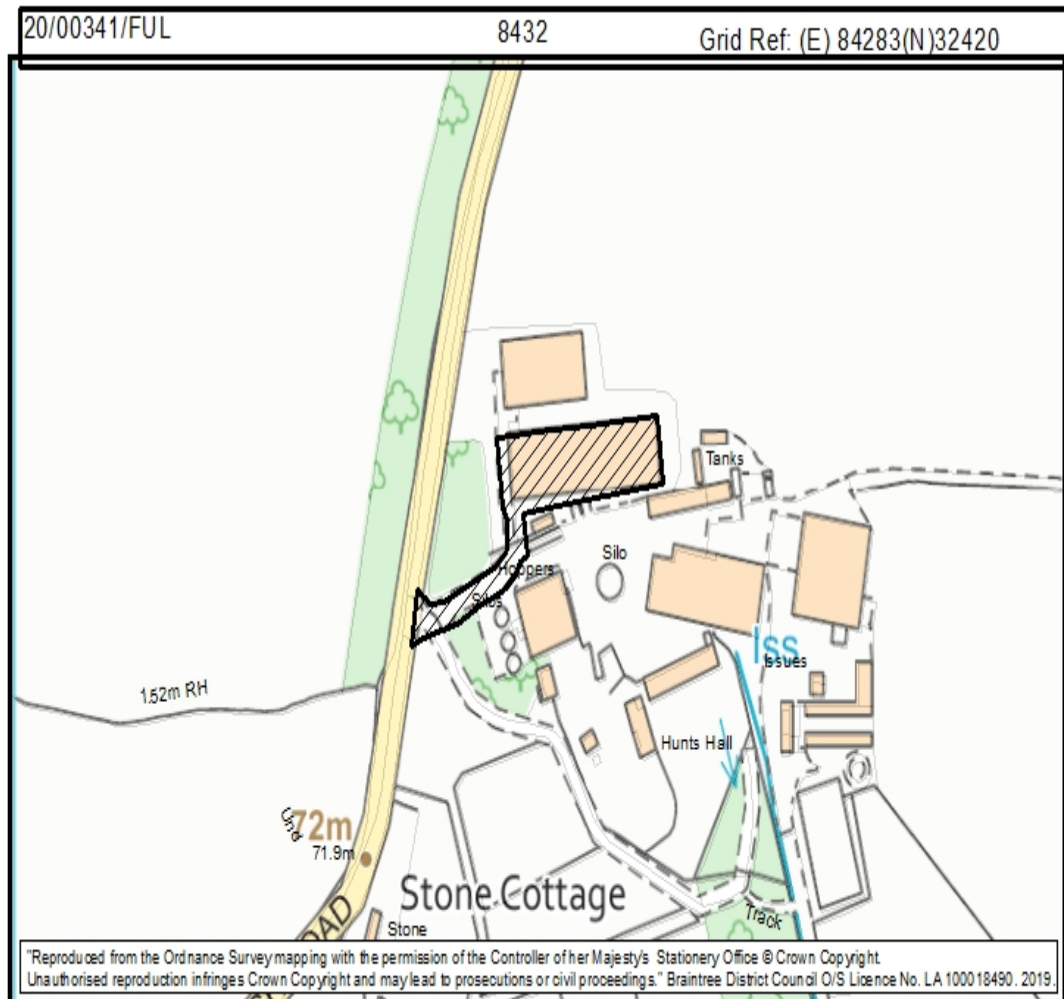 20/00341/FUL 8432 Grid Ref: (E) 84283(N)32420
Tanks
Silo
Hoppers
Silos
Iss
Issues
1.52m RH
Hunts Hall
72m
71.9m
Stone Cottage
Track
Stone
"Reproduced from the Ordnance Survey mapping with the permission of the Controller of her Majesty's Stationery Office © Crown Copyright.
Unauthorised reproduction infringes Crown Copyright and may lead to prosecutions or civil proceedings." Braintree District Council O/S Licence No. LA 100018490. 2019.